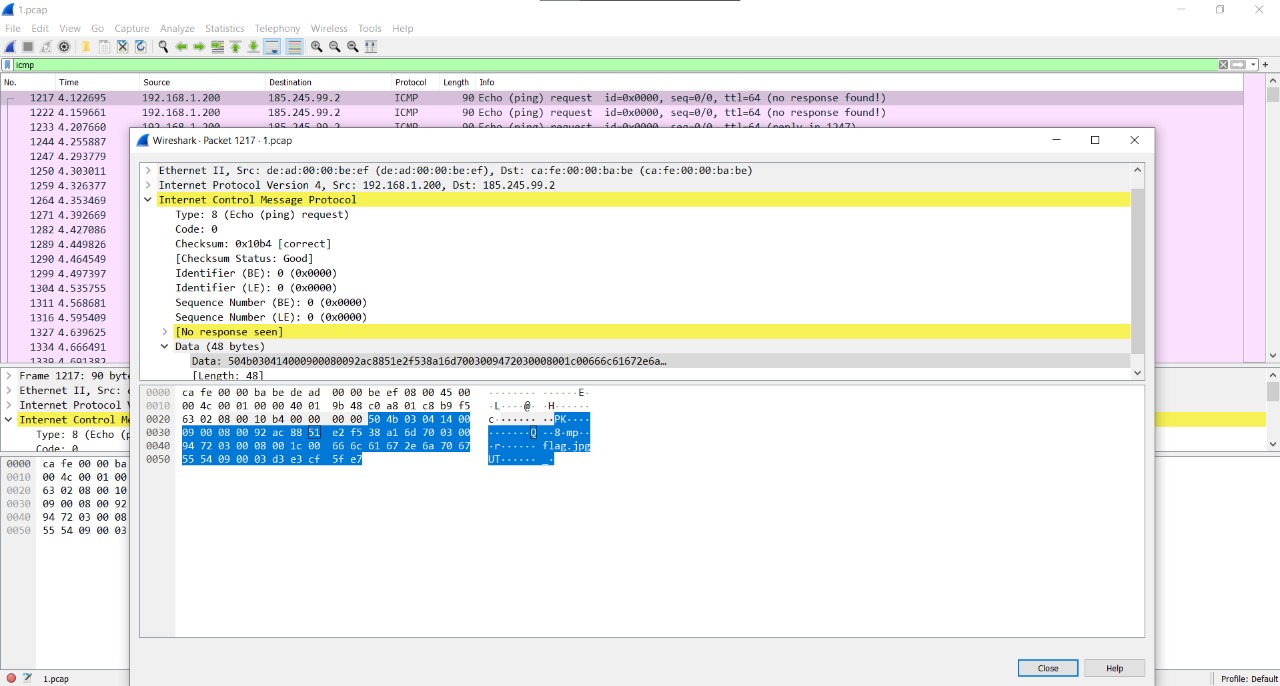 1.pcap
File Edit View Go Capture Analyze Statistics Telephony Wireless Tools Help
icmp
No. Time Source Destination Protocol Length Info
1217 4.122695 192.168.1.200 185.245.99.2 ICMP 90 Echo (ping) request id=0x0000, seq=0/0, ttl=64 (no response found!)
1222 4.159661 192.168.1.200 185.245.99.2 ICMP 90 Echo (ping) request id=0x0000, seq=0/0, ttl=64 (no response found!)
1233 4.207660 192.168.1.200 185.245.99.2 ICMP 90 Echo (ping) request id=0x0000, seq=0/0, ttl=64 (reply in 1247)
1244 4.255887
1247 4.293779
1250 4.303011
1259 4.326377
1264 4.353469
1271 4.392669
1282 4.427086
1289 4.449826
1290 4.464549
1299 4.497397
1304 4.535755
1311 4.568681
1316 4.595409
1327 4.639625
1334 4.666491
1339 4.691382
Wireshark · Packet 1217 · 1.pcap
Ethernet II, Src: de:ad:00:00:be:ef (de:ad:00:00:be:ef), Dst: ca:fe:00:00:ba:be (ca:fe:00:00:ba:be)
Internet Protocol Version 4, Src: 192.168.1.200, Dst: 185.245.99.2
Internet Control Message Protocol
Type: 8 (Echo (ping) request)
Code: 0
Checksum: 0x10b4 [correct]
[Checksum Status: Good]
Identifier (BE): 0 (0x0000)
Identifier (LE): 0 (0x0000)
Sequence Number (BE): 0 (0x0000)
Sequence Number (LE): 0 (0x0000)
[No response seen]
Data (48 bytes)
Data: 504b030414000900080092ac8851e2f538a16d7003009472030008001c00666c61672e6a…
[Length: 48]
0000 ca fe 00 00 ba be de ad 00 00 be ef 08 00 45 00 ··············E·
0010 00 4c 00 01 00 00 40 01 9b 48 c0 a8 01 c8 b9 f5 ·L····@··H······
0020 63 02 08 00 10 b4 00 00 00 00 50 4b 03 04 14 00 c·········PK····
0030 09 00 08 00 92 ac 88 51 e2 f5 38 a1 6d 70 03 00 ·······Q··8·mp··
0040 94 72 03 00 08 00 1c 00 66 6c 61 67 2e 6a 70 67 ·r······flag.jpg
0050 55 54 09 00 03 d3 e3 cf 5f e7 UT······_·
Close Help
Frame 1217: 90 byte
Ethernet II, Src:
Internet Protocol
Internet Control M
Type: 8 (Echo (p
Code: 0
0000 ca fe 00 00 ba
0010 00 4c 00 01 00
0020 63 02 08 00 10
0030 09 00 08 00 92
0040 94 72 03 00 08
0050 55 54 09 00 03
1.pcap
Profile: Default